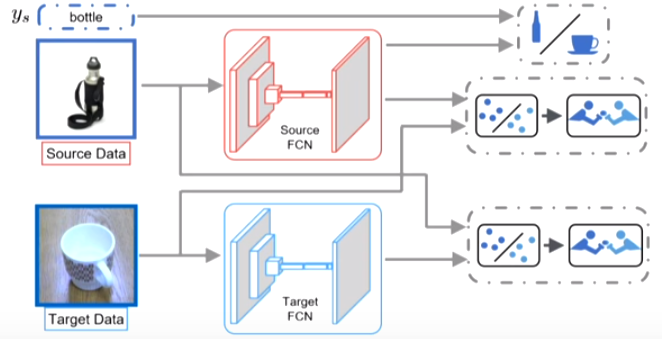 yₛ bottle
Source Data
Source
FCN
Target Data
Target
FCN